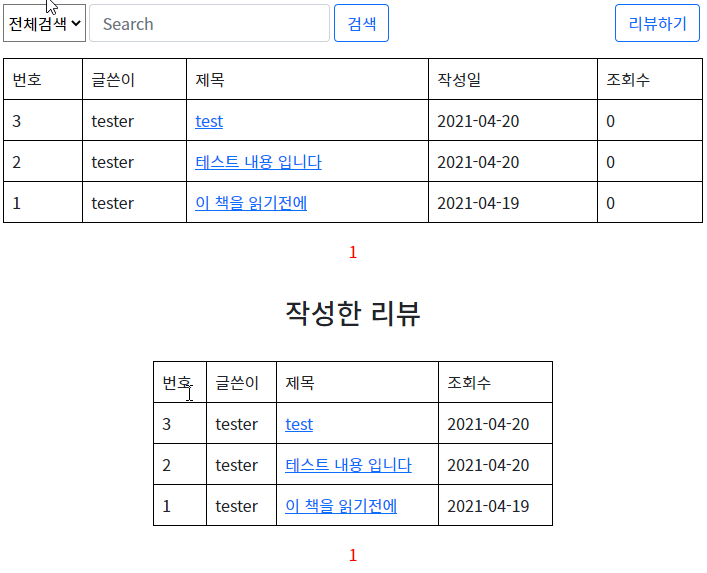 전체검색 Search 검색 리뷰하기
번호 글쓴이 제목 작성일 조회수
3 tester test 2021-04-20 0
2 tester 테스트 내용 입니다 2021-04-20 0
1 tester 이 책을 읽기전에 2021-04-19 0
1
작성한 리뷰
번호 글쓴이 제목 조회수
3 tester test 2021-04-20
2 tester 테스트 내용 입니다 2021-04-20
1 tester 이 책을 읽기전에 2021-04-19
1